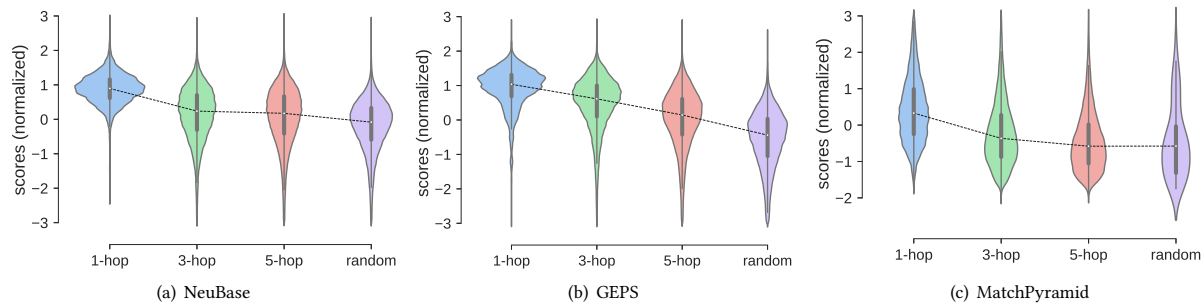 scores (normalized)
3
2
1
0
−1
−2
−3
1-hop 3-hop 5-hop random
(a) NeuBase
scores (normalized)
3
2
1
0
−1
−2
−3
1-hop 3-hop 5-hop random
(b) GEPS
scores (normalized)
3
2
1
0
−1
−2
1-hop 3-hop 5-hop random
(c) MatchPyramid